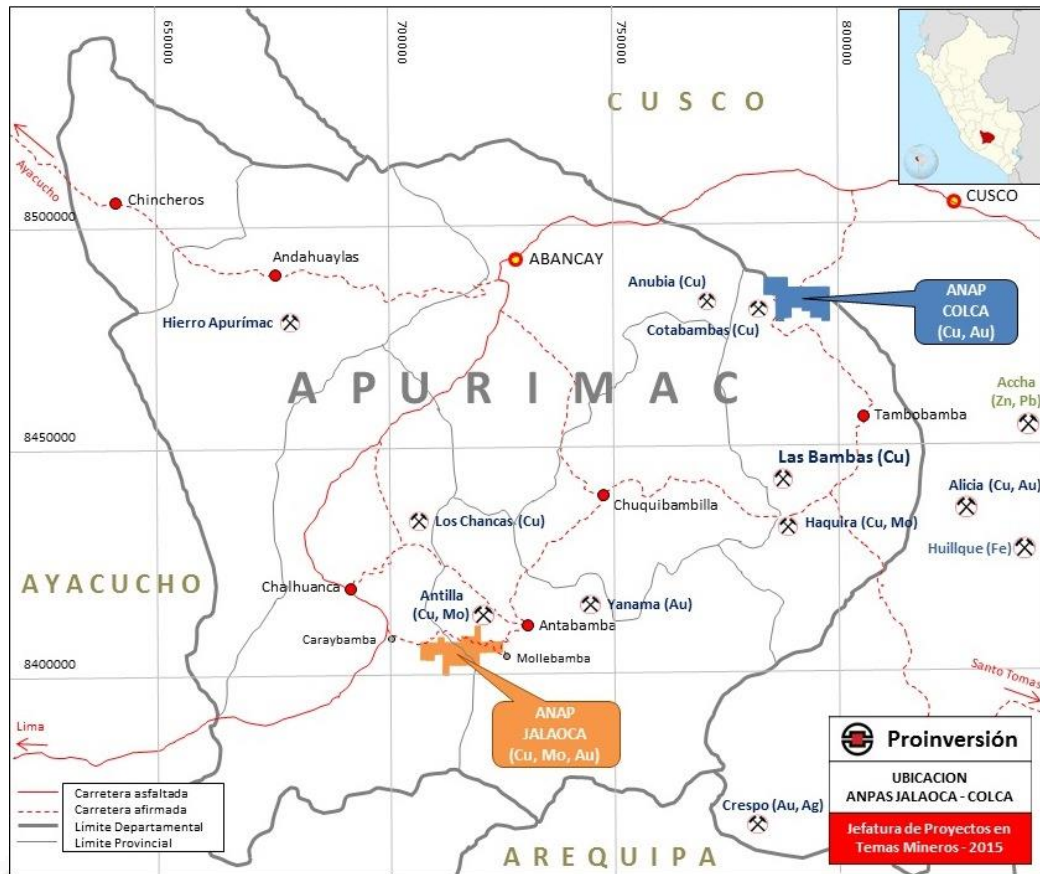 650000
700000
750000
800000
CUSCO
Ayacucho
Chincheros
CUSCO
8500000
Andahuaylas
ABANCAY
Anubia (Cu)
ANAP
COLCA
(Cu, Au)
Hierro Apurímac
Cotabambas (Cu)
APURIMAC
Accha
(Zn, Pb)
Tambobamba
8450000
Las Bambas (Cu)
Alicia (Cu, Au)
Chuquibambilla
Los Chancas (Cu)
Haquira (Cu, Mo)
Huillque (Fe)
AYACUCHO
Chalhuanca
Antilla
(Cu, Mo)
Yanama (Au)
Antabamba
Caraybamba
Mollebamba
8400000
Santo Tomas
ANAP
JALAOCA
(Cu, Mo, Au)
Lima
Proinversión
UBICACION
ANPAS JALAOCA - COLCA
Jefatura de Proyectos en
Temas Mineros - 2015
Carretera asfaltada
Carretera afirmada
Limite Departamental
Limite Provincial
Crespo (Au, Ag)
AREQUIPA